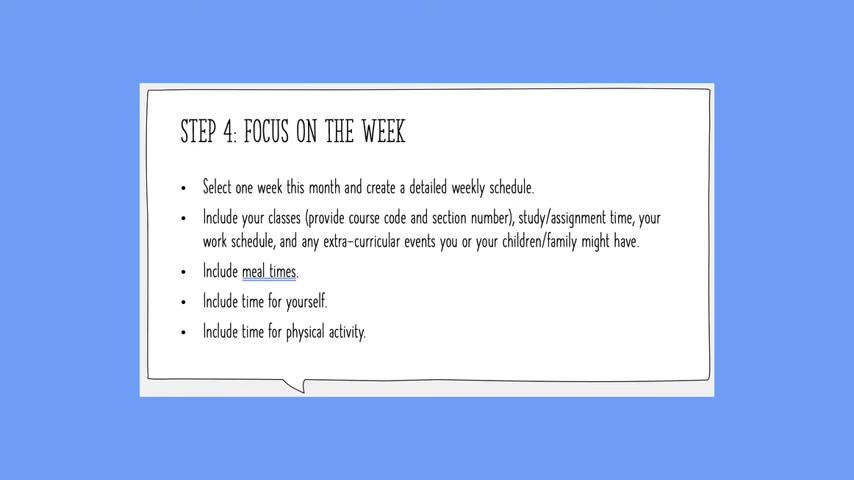 STEP 4: FOCUS ON THE WEEK
• Select one week this month and create a detailed weekly schedule.
• Include your classes (provide course code and section number), study/assignment time, your
work schedule, and any extra-curricular events you or your children/family might have.
• Include meal times.
• Include time for yourself.
• Include time for physical activity.